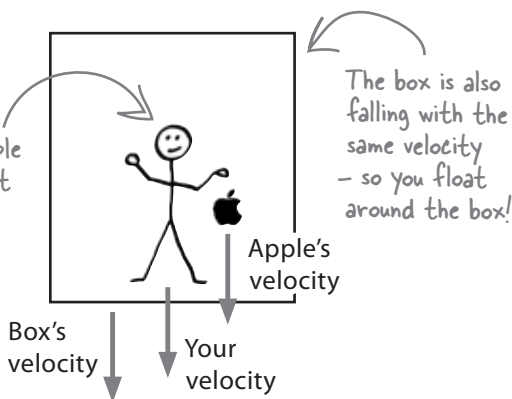 The box is also
falling with the
same velocity
– so you float
around the box!
Apple's
velocity
Box's
velocity
Your
velocity